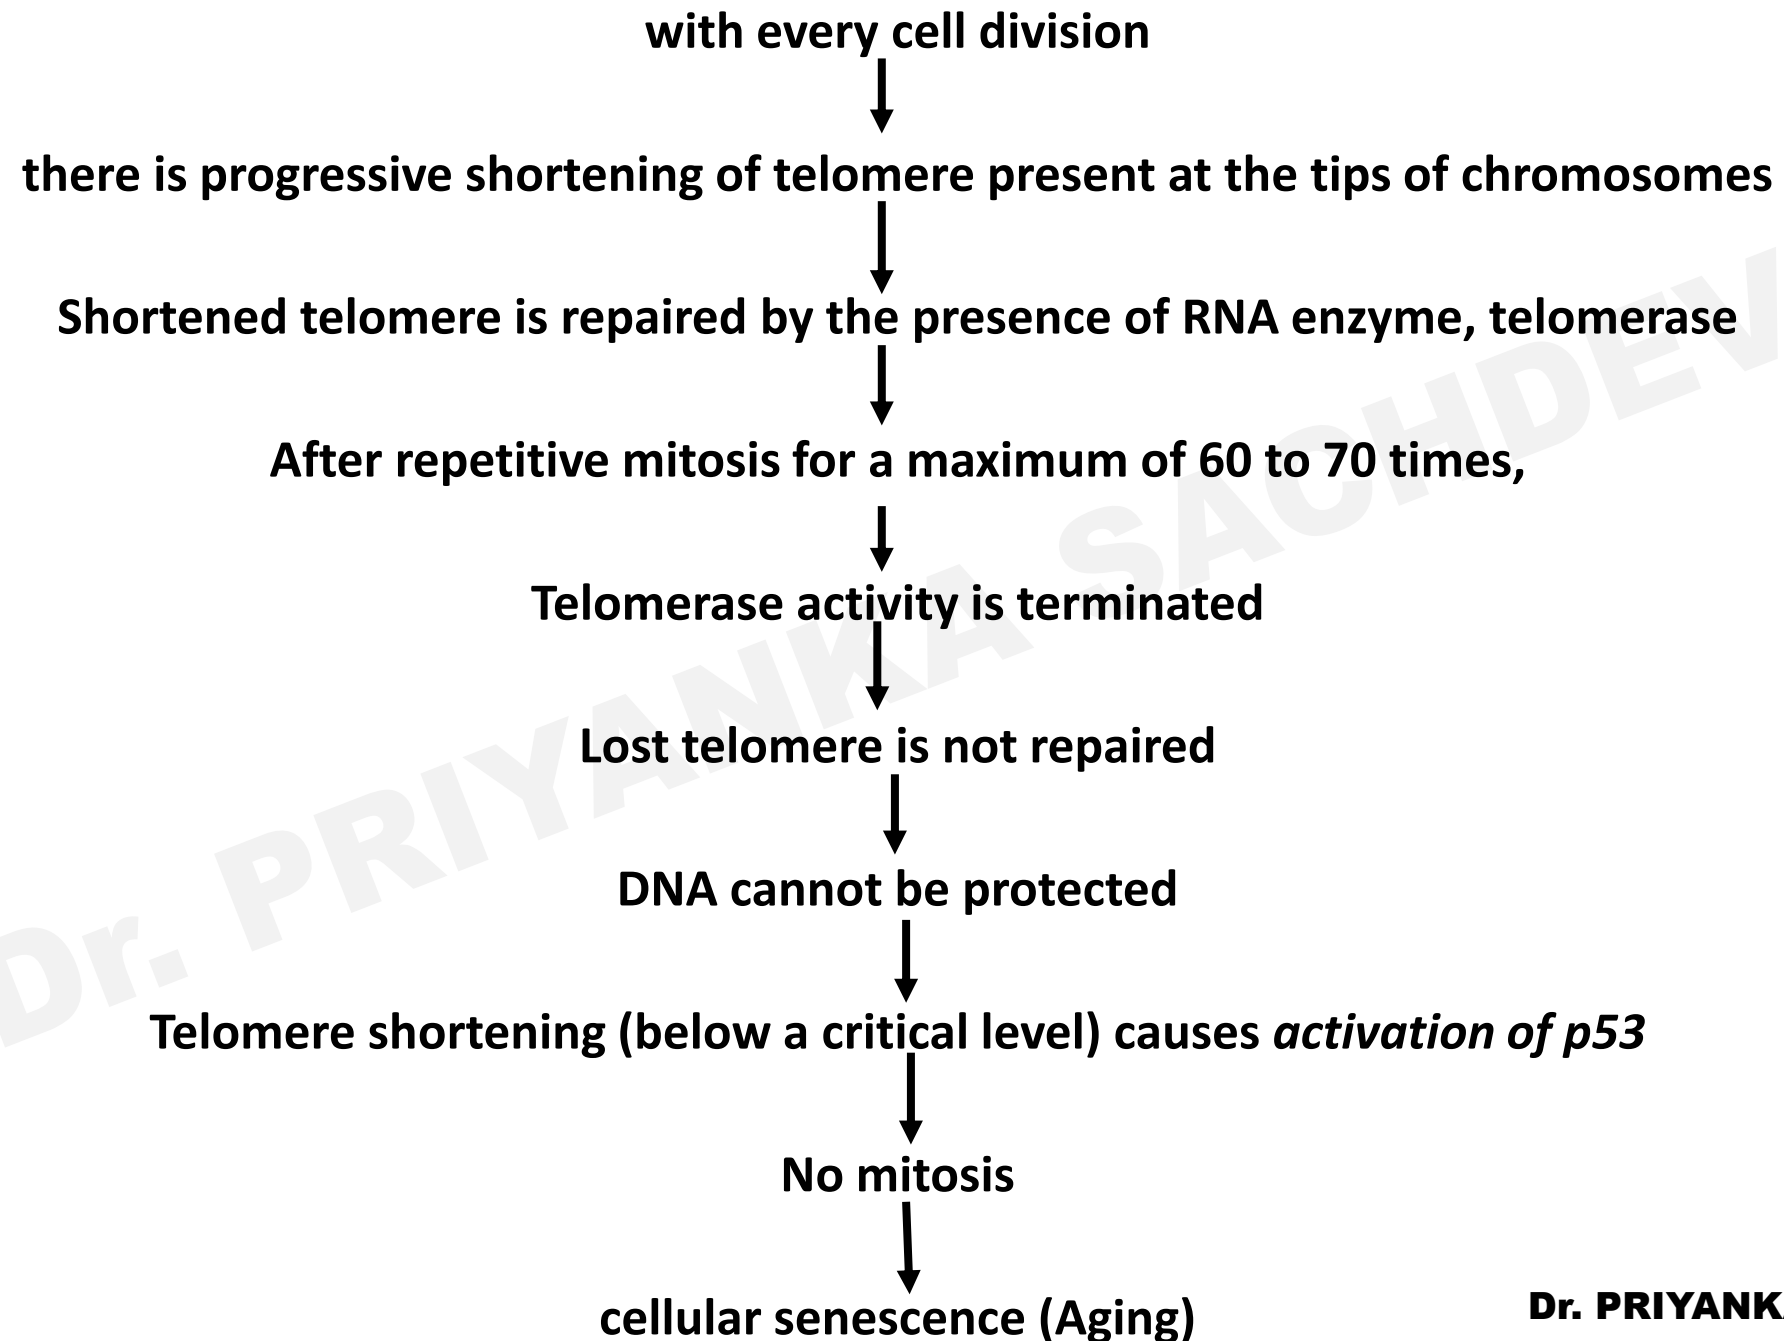 with every cell division
there is progressive shortening of telomere present at the tips of chromosomes
Shortened telomere is repaired by the presence of RNA enzyme, telomerase
After repetitive mitosis for a maximum of 60 to 70 times,
Telomerase activity is terminated
Lost telomere is not repaired
DNA cannot be protected
Telomere shortening (below a critical level) causes activation of p53
No mitosis
cellular senescence (Aging)
Dr. PRIYANK
Dr. PRIYANKA SACHDEV